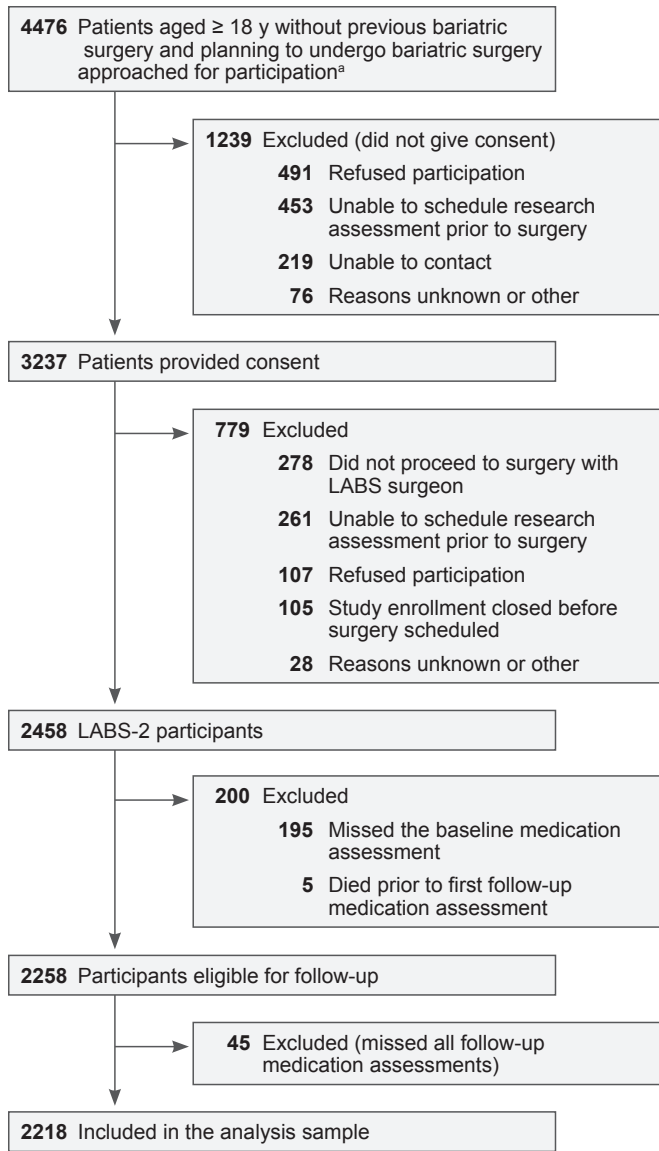 4476 Patients aged ≥ 18 y without previous bariatric
surgery and planning to undergo bariatric surgery
approached for participationᵃ
1239 Excluded (did not give consent)
491 Refused participation
453 Unable to schedule research
assessment prior to surgery
219 Unable to contact
76 Reasons unknown or other
3237 Patients provided consent
779 Excluded
278 Did not proceed to surgery with
LABS surgeon
261 Unable to schedule research
assessment prior to surgery
107 Refused participation
105 Study enrollment closed before
surgery scheduled
28 Reasons unknown or other
2458 LABS-2 participants
200 Excluded
195 Missed the baseline medication
assessment
5 Died prior to first follow-up
medication assessment
2258 Participants eligible for follow-up
45 Excluded (missed all follow-up
medication assessments)
2218 Included in the analysis sample